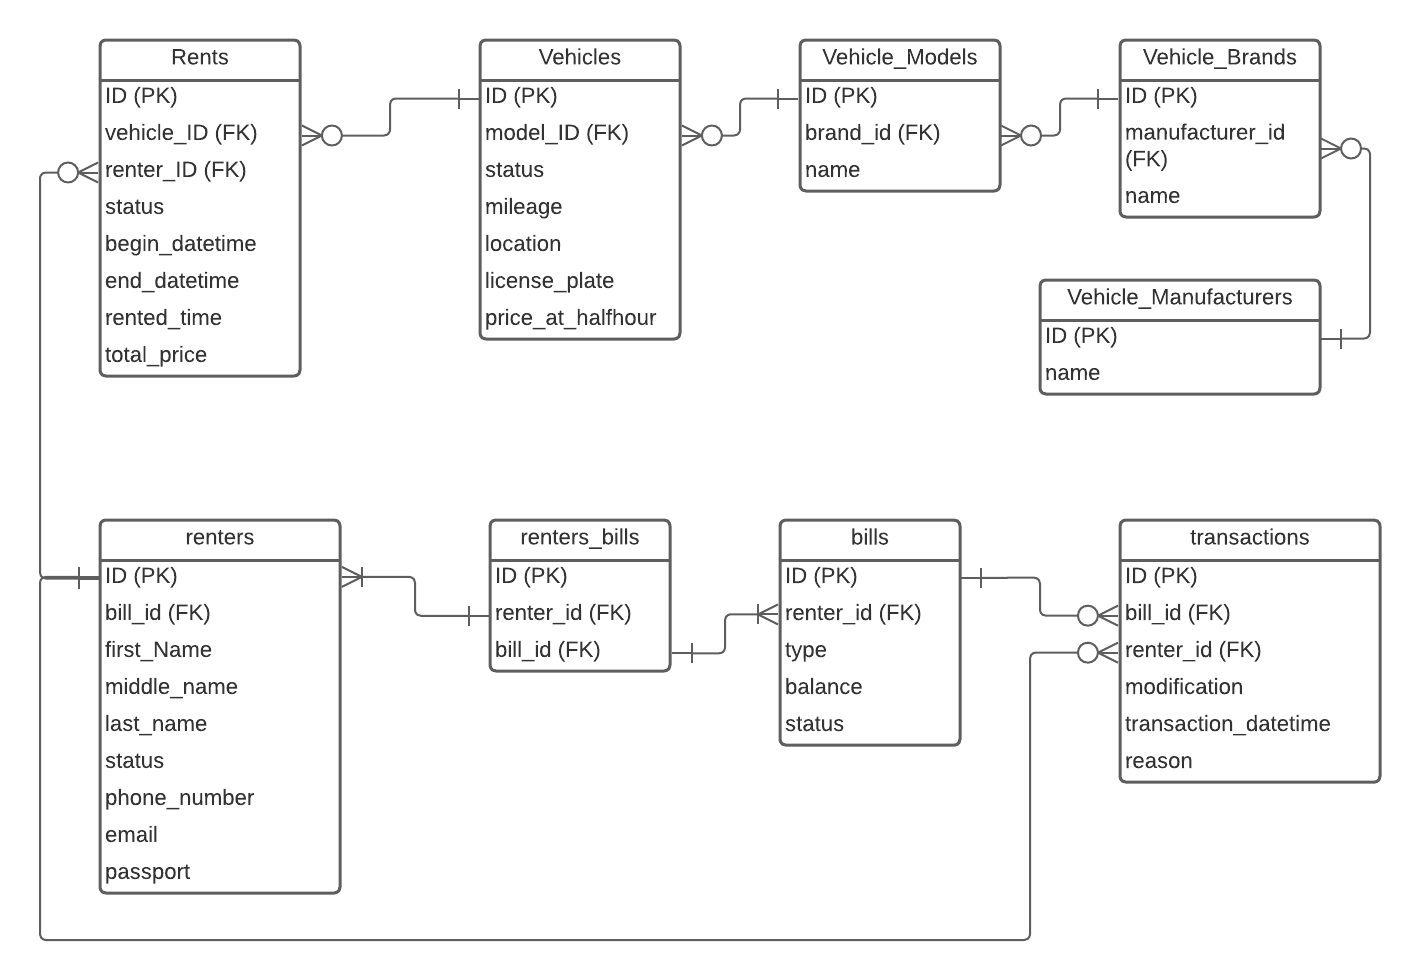 Rents
ID (PK)
vehicle_ID (FK)
renter_ID (FK)
status
begin_datetime
end_datetime
rented_time
total_price
Vehicles
ID (PK)
model_ID (FK)
status
mileage
location
license_plate
price_at_halfhour
Vehicle_Models
ID (PK)
brand_id (FK)
name
Vehicle_Brands
ID (PK)
manufacturer_id
(FK)
name
Vehicle_Manufacturers
ID (PK)
name
renters
ID (PK)
bill_id (FK)
first_Name
middle_name
last_name
status
phone_number
email
passport
renters_bills
ID (PK)
renter_id (FK)
bill_id (FK)
bills
ID (PK)
renter_id (FK)
type
balance
status
transactions
ID (PK)
bill_id (FK)
renter_id (FK)
modification
transaction_datetime
reason